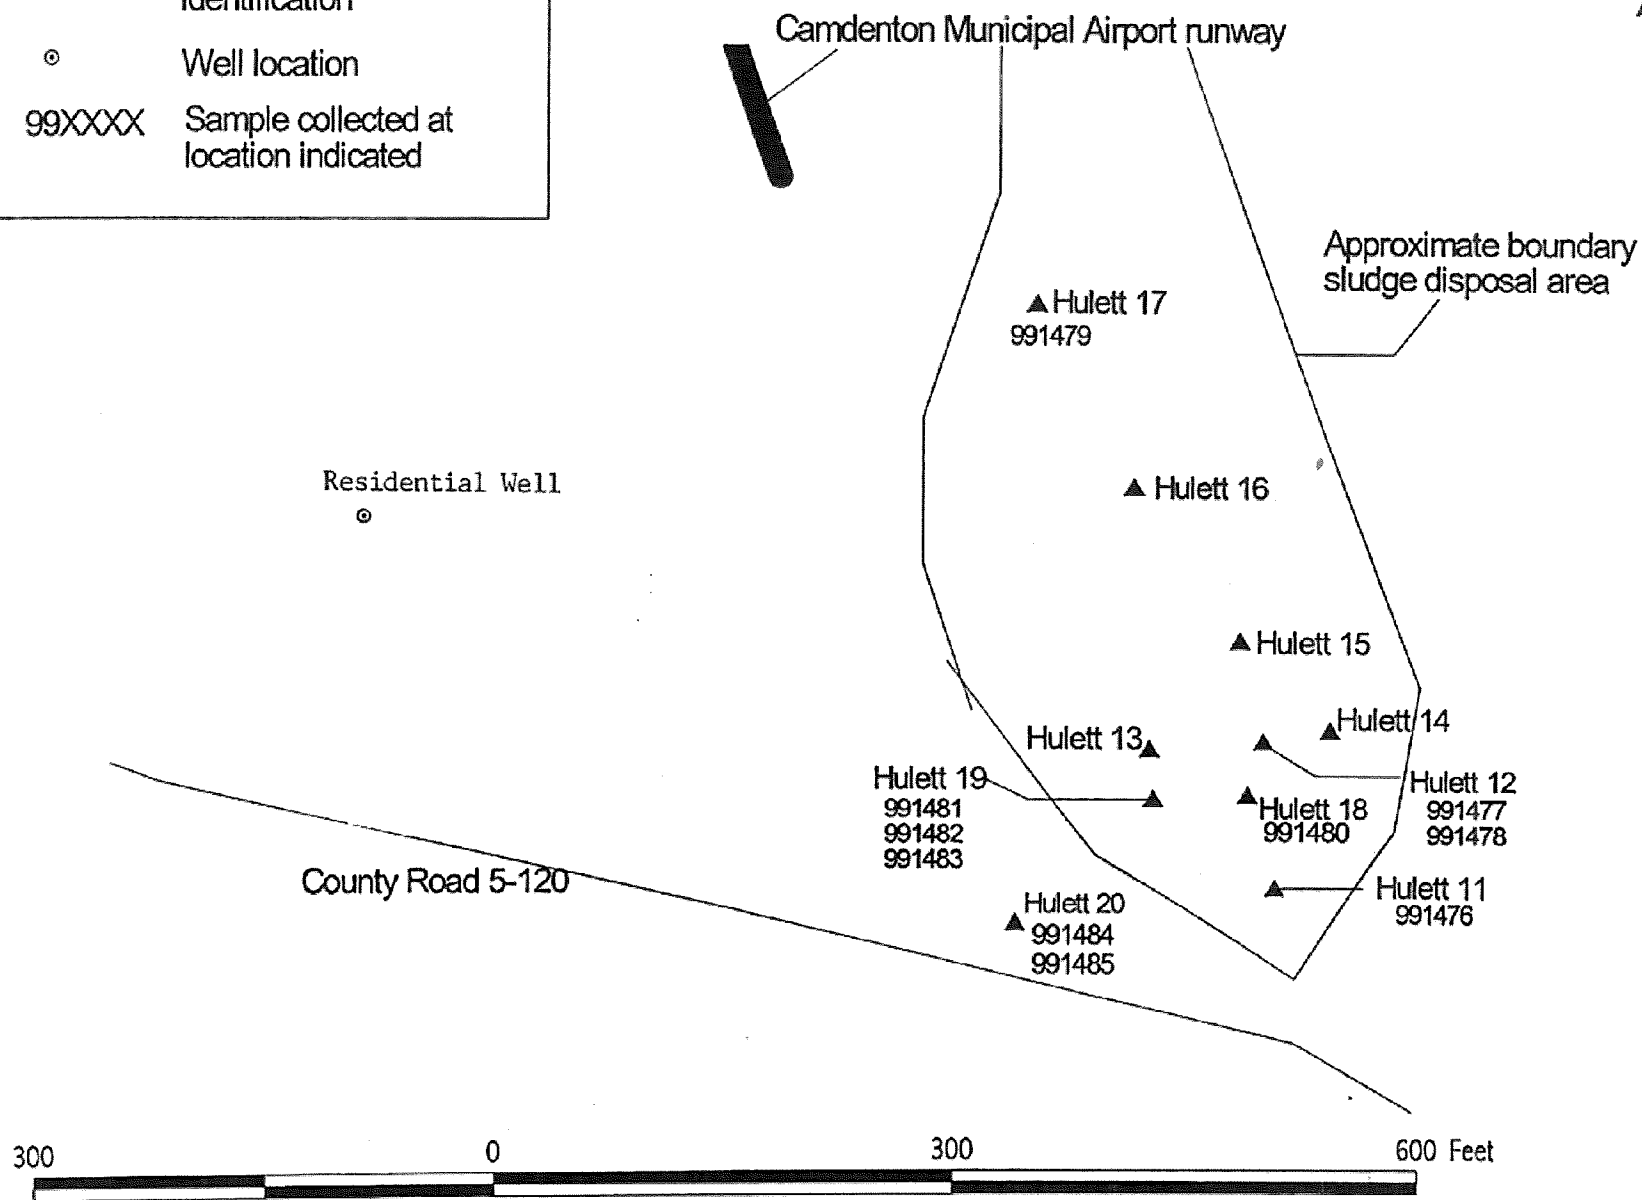 Identification
Well location
99XXXX Sample collected at
location indicated
Camdenton Municipal Airport runway
Approximate boundary
sludge disposal area
Hulett 17
991479
Residential Well
Hulett 16
Hulett 15
Hulett 14
Hulett 13
Hulett 12
991477
991478
Hulett 19
991481
991482
991483
Hulett 18
991480
Hulett 11
991476
County Road 5-120
Hulett 20
991484
991485
300 0 300 600 Feet